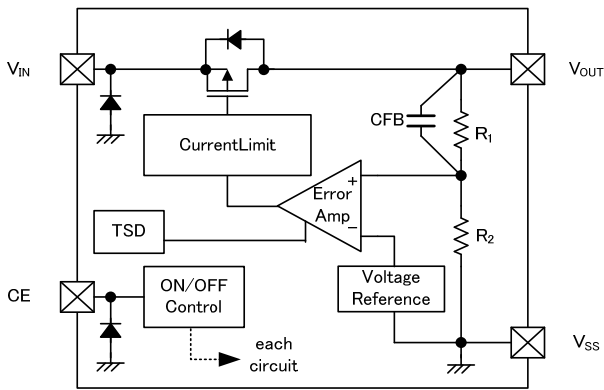 VIN
VOUT
CFB
R1
CurrentLimit
+
Error
Amp
−
TSD
R2
CE
ON/OFF
Control
Voltage
Reference
each
circuit
VSS